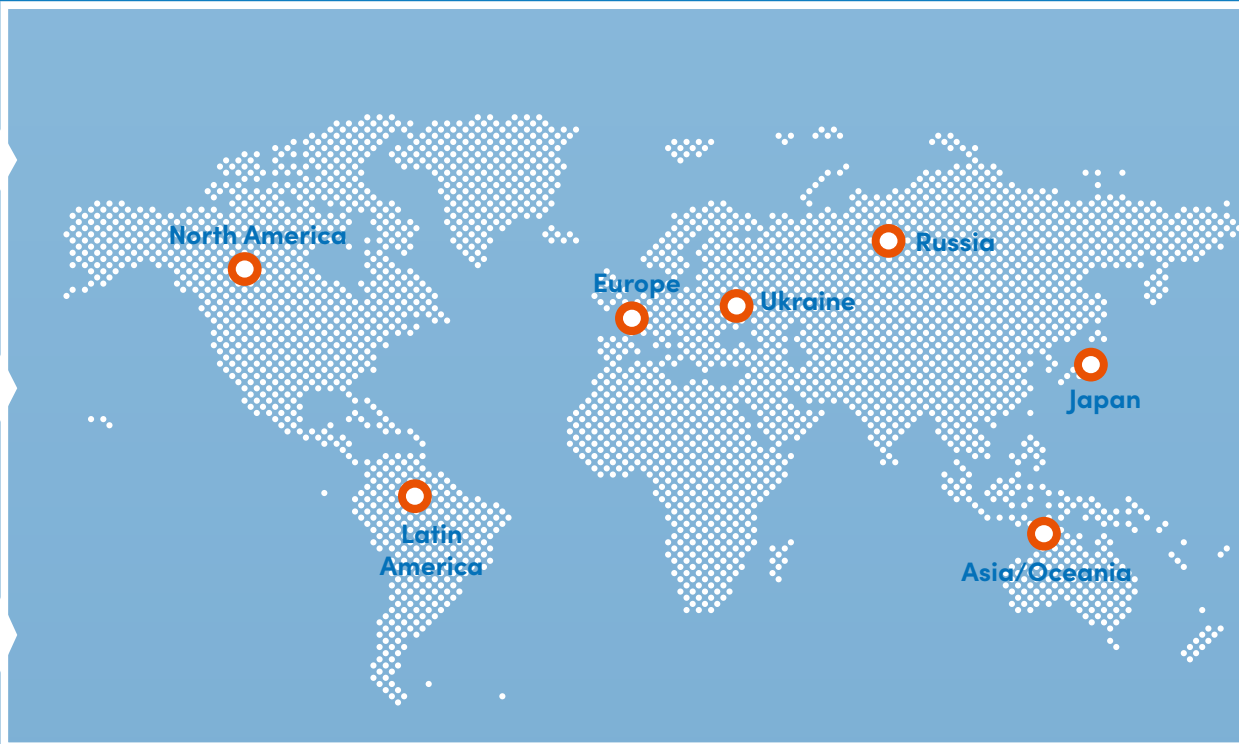 North America
Russia
Europe
Ukraine
Japan
Latin
America
Asia/Oceania